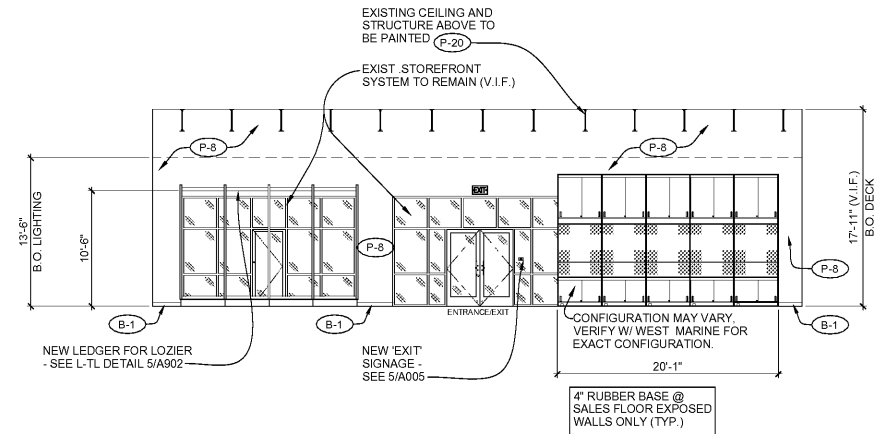 EXISTING CEILING AND
STRUCTURE ABOVE TO
BE PAINTED
P-20
EXIST .STOREFRONT
SYSTEM TO REMAIN (V.I.F.)
P-8
P-8
EXIT
13'-6"
B.O. LIGHTING
10'-6"
17'-11" (V.I.F.)
B.O. DECK
P-8
P-8
ENTRANCE/EXIT
B-1
B-1
B-1
CONFIGURATION MAY VARY,
VERIFY W/ WEST MARINE FOR
EXACT CONFIGURATION.
NEW LEDGER FOR LOZIER
- SEE L-TL DETAIL 5/A902
NEW 'EXIT'
SIGNAGE -
SEE 5/A005
20'-1"
4" RUBBER BASE @
SALES FLOOR EXPOSED
WALLS ONLY (TYP.)